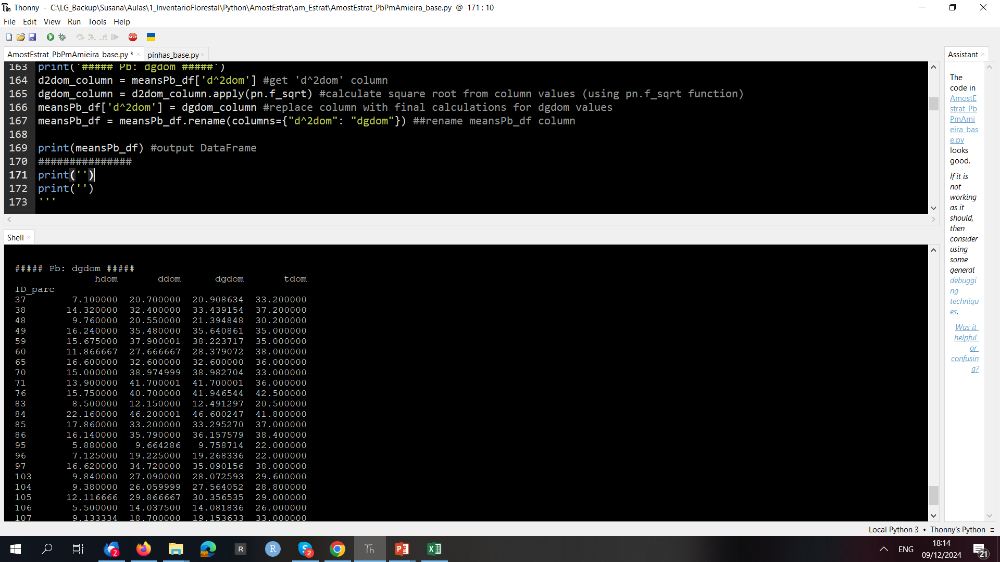 Thonny - C:\LG_Backup\Susana\Aulas\1_InventarioFlorestal\Python\AmostEstrat\am_Estrat\AmostEstrat_PbPmAmieira_base.py @ 171 : 10
File Edit View Run Tools Help
STOP
AmostEstrat_PbPmAmieira_base.py * × pinhas_base.py ×
163 print('##### Pb: dgdom #####')
164 d2dom_column = meansPb_df['d^2dom'] #get 'd^2dom' column
165 dgdom_column = d2dom_column.apply(pn.f_sqrt) #calculate square root from column values (using pn.f_sqrt function)
166 meansPb_df['d^2dom'] = dgdom_column #replace column with final calculations for dgdom values
167 meansPb_df = meansPb_df.rename(columns={"d^2dom": "dgdom"}) ##rename meansPb_df column
168
169 print(meansPb_df) #output DataFrame
170 ###############
171 print('')
172 print('')
173 '''
Shell ×
##### Pb: dgdom #####
hdom ddom dgdom tdom
ID_parc
37 7.100000 20.700000 20.908634 33.200000
38 14.320000 32.400000 33.439154 37.200000
48 9.760000 20.550000 21.394848 30.200000
49 16.240000 35.480000 35.640861 35.000000
59 15.675000 37.900001 38.223717 35.000000
60 11.866667 27.666667 28.379072 38.000000
65 16.600000 32.600000 32.600000 36.000000
70 15.000000 38.974999 38.982704 33.000000
71 13.900000 41.700001 41.700001 36.000000
76 15.750000 40.700000 41.946544 42.500000
83 8.500000 12.150000 12.491297 20.500000
84 22.160000 46.200001 46.600247 41.800000
85 17.860000 33.200000 33.295270 37.000000
86 16.140000 35.790000 36.157579 38.400000
95 5.880000 9.664286 9.758714 22.000000
96 7.125000 19.225000 19.268336 22.000000
97 16.620000 34.720000 35.090156 38.000000
103 9.840000 27.090000 28.072593 29.600000
104 9.380000 26.059999 27.564052 28.800000
105 12.116666 29.866667 30.356535 29.000000
106 5.500000 14.037500 14.081836 26.000000
107 9.133334 18.700000 19.153633 33.000000
Assistant ×
The
code in
AmostE
strat_Pb
PmAmi
eira_bas
e.py
looks
good.
If it is
not
working
as it
should,
then
consider
using
some
general
debuggi
ng
techniqu
es.
Was it
helpful
or
confusin
g?
Local Python 3 • Thonny's Python ≡
2
R
R
S 2
Th
P
X
ENG
18:14
09/12/2024
21